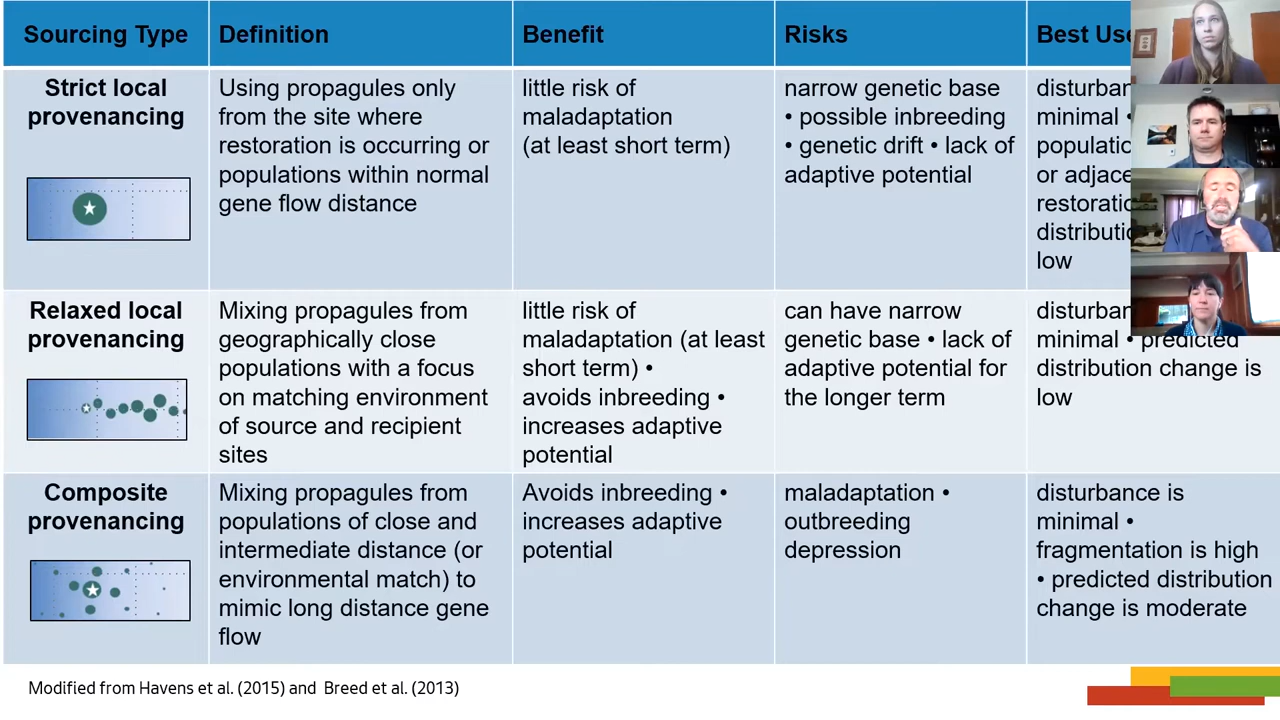 Sourcing Type
Definition
Benefit
Risks
Best
Strict local
provenancing
Using propagules only
from the site where
restoration is occurring or
populations within normal
gene flow distance
little risk of
maladaptation
(at least short term)
narrow genetic base
• possible inbreeding
• genetic drift • lack of
adaptive potential
minimal •
or
low
Relaxed local
provenancing
Mixing propagules from
geographically close
populations with a focus
on matching environment
of source and recipient
sites
little risk of
maladaptation (at least
short term) •
avoids inbreeding •
increases adaptive
potential
can have narrow
genetic base • lack of
adaptive potential for
the longer term
minimal • predicted
distribution change is
low
Composite
provenancing
Mixing propagules from
populations of close and
intermediate distance (or
environmental match) to
mimic long distance gene
flow
Avoids inbreeding •
increases adaptive
potential
maladaptation •
outbreeding
depression
disturbance is
minimal •
fragmentation is high
• predicted distribution
change is moderate
Modified from Havens et al. (2015) and Breed et al. (2013)